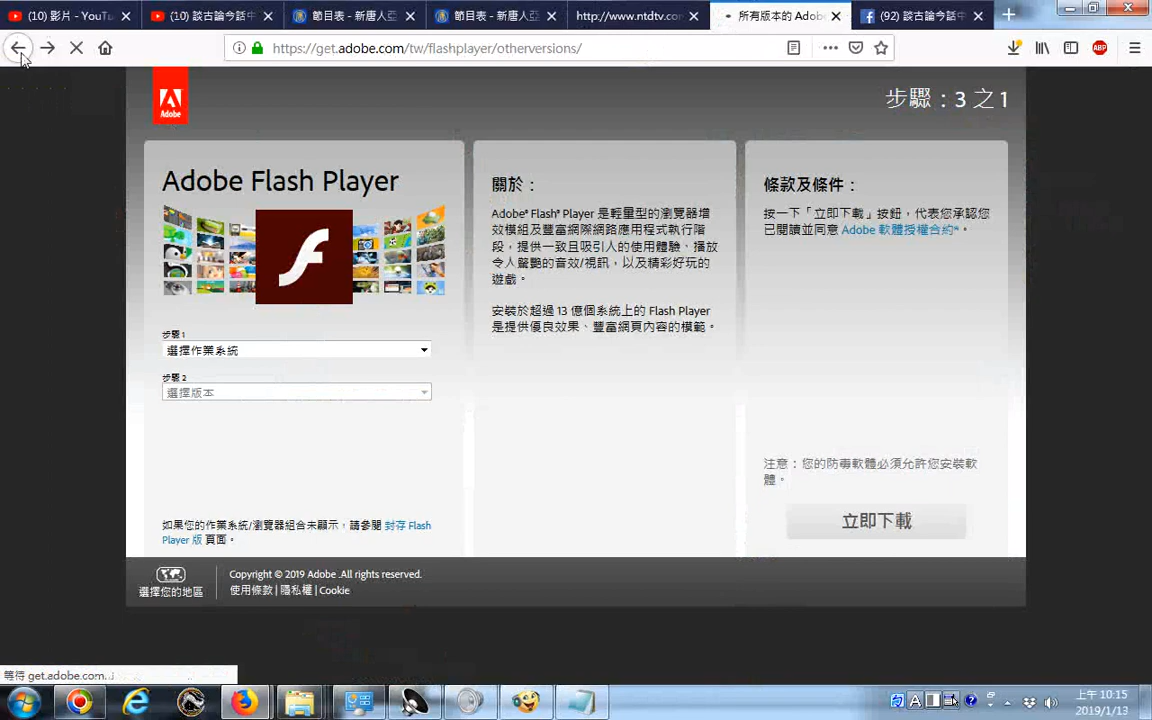 (10) 影片 - YouTu
(10) 談古論今話中
節目表 - 新唐人亞
節目表 - 新唐人亞
http://www.ntdtv.co
所有版本的 Adobe
(92) 談古論今話中
https://get.adobe.com/tw/flashplayer/otherversions/
ABP
Adobe
步驟：3 之 1
Adobe Flash Player
步驟 1
選擇作業系統
步驟 2
選擇版本
如果您的作業系統/瀏覽器組合未顯示，請參閱 封存 Flash
Player 版 頁面。
關於：
Adobe® Flash® Player 是輕量型的瀏覽器增
效模組及豐富網際網路應用程式執行階
段，提供一致且吸引人的使用體驗、播放
令人驚艷的音效/視訊，以及精彩好玩的
遊戲。
安裝於超過 13 億個系統上的 Flash Player
是提供優良效果、豐富網頁內容的模範。
條款及條件：
按一下「立即下載」按鈕，代表您承認您
已閱讀並同意 Adobe 軟體授權合約*。
注意：您的防毒軟體必須允許您安裝軟
體。
立即下載
選擇您的地區
Copyright © 2019 Adobe .All rights reserved.
使用條款 | 隱私權 | Cookie
等待 get.adobe.com...
上午 10:15
2019/1/13